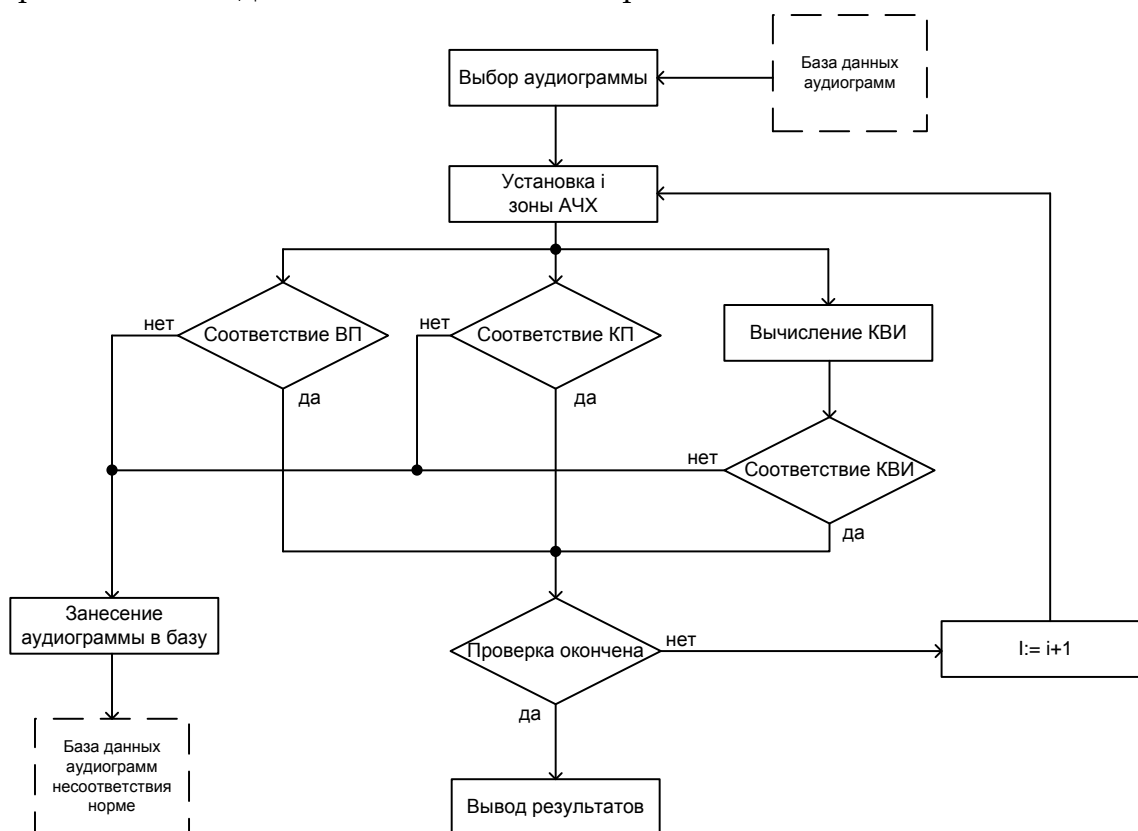 База данных
аудиограмм
Выбор аудиограммы
Установка i
зоны АЧХ
нет
Соответствие ВП
да
нет
Соответствие КП
да
Вычисление КВИ
нет
Соответствие КВИ
да
Занесение
аудиограммы в базу
Проверка окончена
нет
да
I:= i+1
База данных
аудиограмм
несоответствия
норме
Вывод результатов